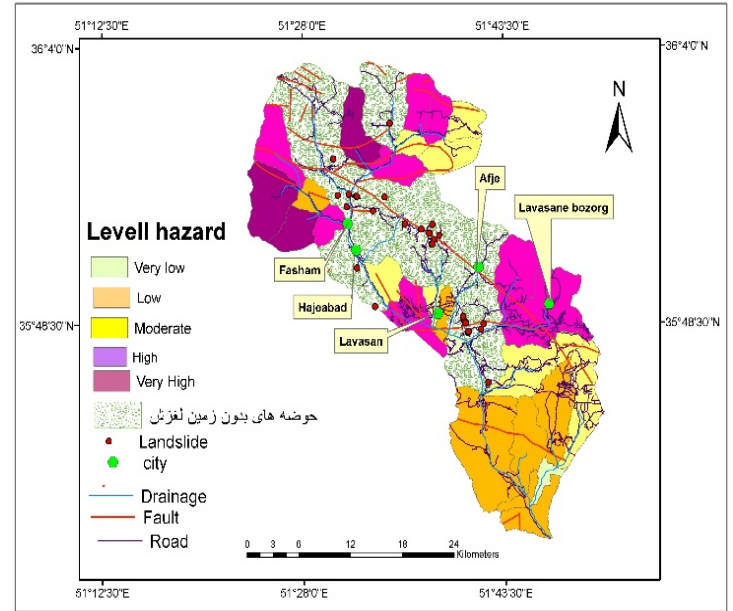 51°12'30"E 51°28'0"E 51°43'30"E
36°4'0"N 36°4'0"N
N
Afje
Lavasane bozorg
Levell hazard
Very low
Fasham
Low
Hajeabad
35°48'30"N Moderate 35°48'30"N
Lavasan
High
Very High
حوضه های بدون زمین لغزش
Landslide
city
Drainage
Fault
Road
0 3 6 12 18 24
Kilometers
51°12'30"E 51°28'0"E 51°43'30"E